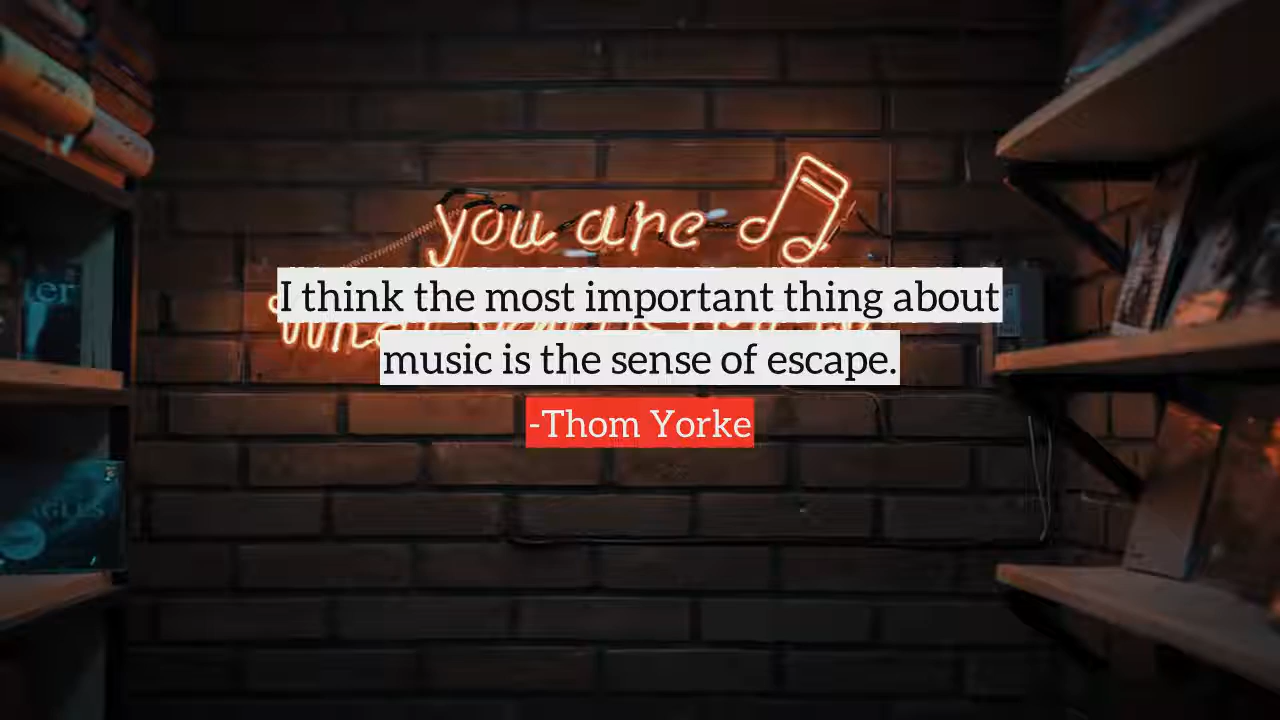 you are
I think the most important thing about
music is the sense of escape.
-Thom Yorke